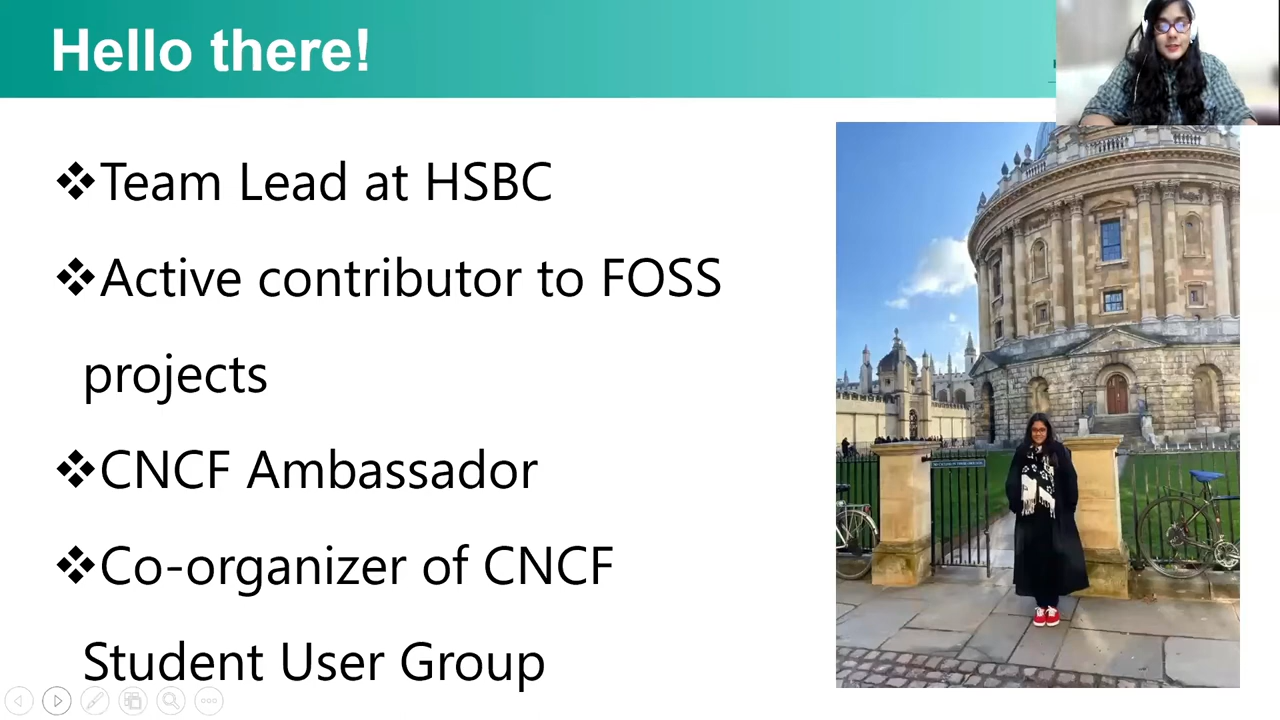 Hello there!
❖Team Lead at HSBC
❖Active contributor to FOSS
projects
❖CNCF Ambassador
❖Co-organizer of CNCF
Student User Group